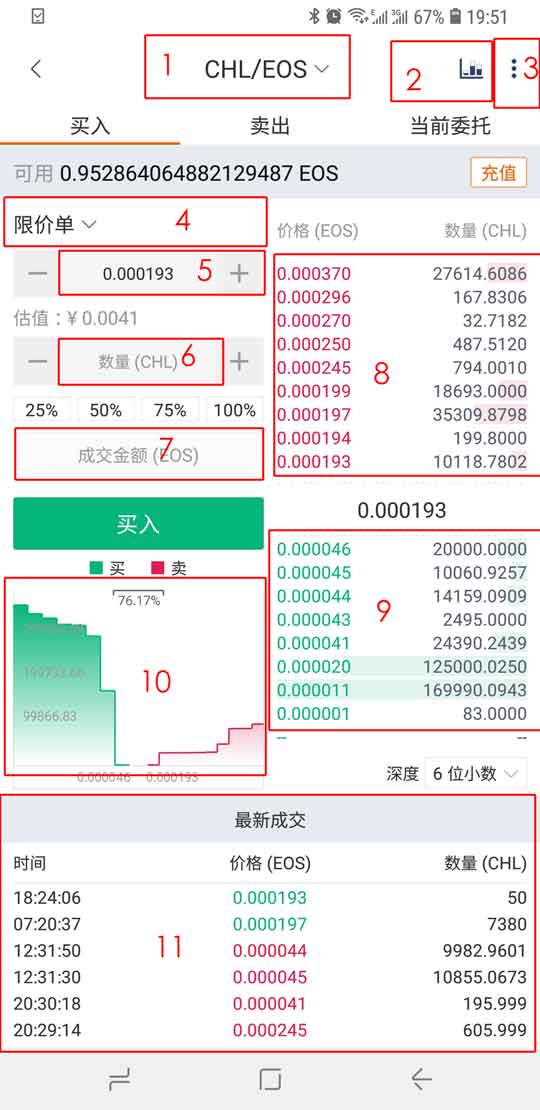 67% 19:51
1 CHL/EOS 2 3
买入 卖出 当前委托
可用 0.952864064882129487 EOS 充值
限价单 4 价格 (EOS) 数量 (CHL)
0.000193 5
估值：¥ 0.0041
数量 (CHL) 6
25% 50% 75% 100%
成交金额 (EOS) 7
买入
0.000370 27614.6086
0.000296 167.8306
0.000270 32.7182
0.000250 487.5120
0.000245 794.0010
8
0.000199 18693.0000
0.000197 35309.8798
0.000194 199.8000
0.000193 10118.7802
0.000193
0.000046 20000.0000
0.000045 10060.9257
0.000044 14159.0909
9
0.000043 2495.0000
0.000041 24390.2439
0.000020 125000.0250
0.000011 169990.0943
0.000001 83.0000
-- --
买 卖
76.17%
199733.66
10
99866.83
0.000046 0.000193
深度 6 位小数
最新成交
时间 价格 (EOS) 数量 (CHL)
18:24:06 0.000193 50
07:20:37 0.000197 7380
12:31:50 0.000044 9982.9601
11
12:31:30 0.000045 10855.0673
20:30:18 0.000041 195.999
20:29:14 0.000245 605.999